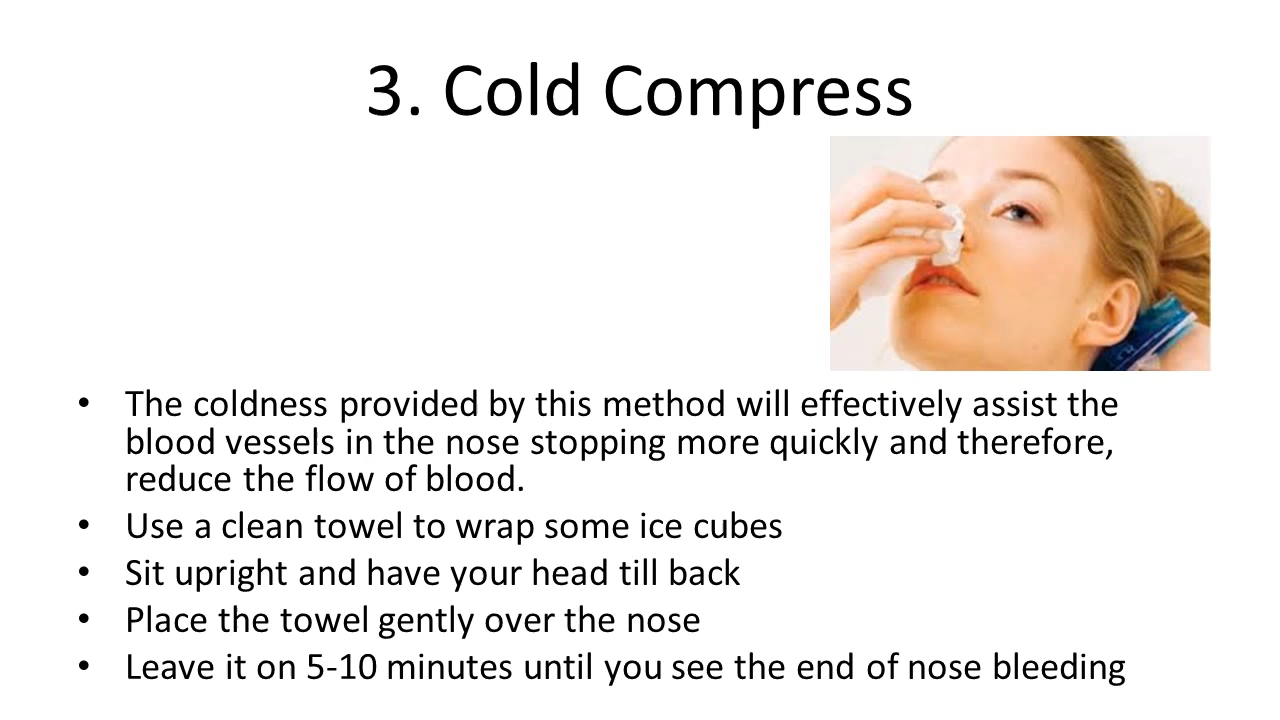 3. Cold Compress
• The coldness provided by this method will effectively assist the
blood vessels in the nose stopping more quickly and therefore,
reduce the flow of blood.
• Use a clean towel to wrap some ice cubes
• Sit upright and have your head till back
• Place the towel gently over the nose
• Leave it on 5-10 minutes until you see the end of nose bleeding